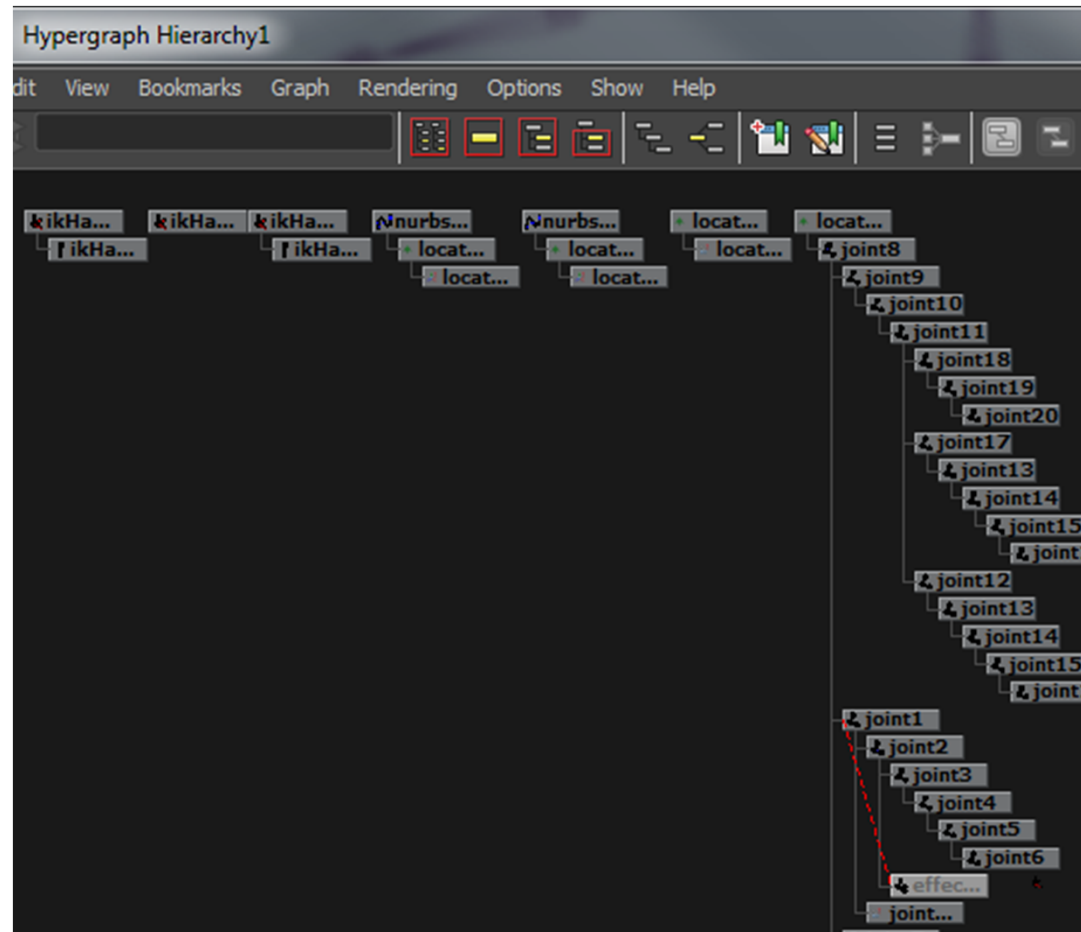 Hypergraph Hierarchy1
dit View Bookmarks Graph Rendering Options Show Help
ikHa... ikHa... ikHa... nurbs... nurbs... locat... locat...
ikHa... ikHa... locat... locat... locat... joint8
locat... locat... joint9
joint10
joint11
joint18
joint19
joint20
joint17
joint13
joint14
joint15
joint
joint12
joint13
joint14
joint15
joint
joint1
joint2
joint3
joint4
joint5
joint6
effec...
joint...